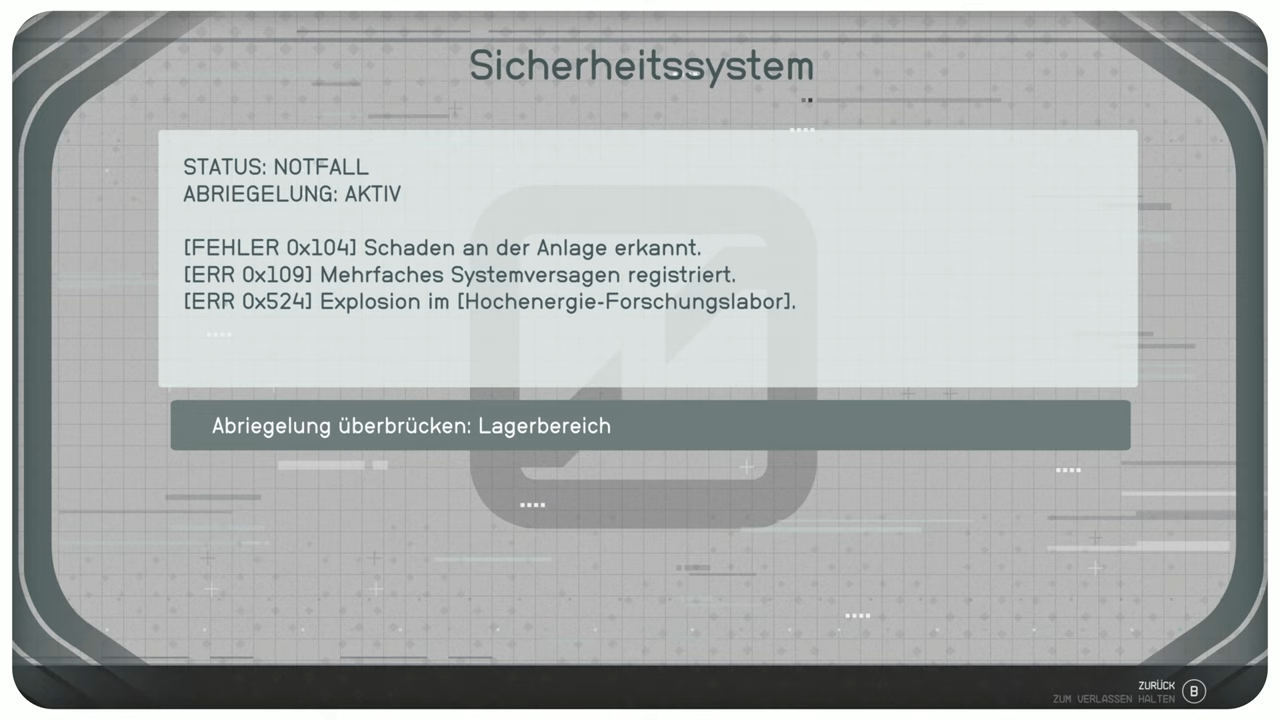 Sicherheitssystem
STATUS: NOTFALL
ABRIEGELUNG: AKTIV
[FEHLER 0x104] Schaden an der Anlage erkannt.
[ERR 0x109] Mehrfaches Systemversagen registriert.
[ERR 0x524] Explosion im [Hochenergie-Forschungslabor].
Abriegelung überbrücken: Lagerbereich
ZURÜCK
ZUM VERLASSEN HALTEN
B